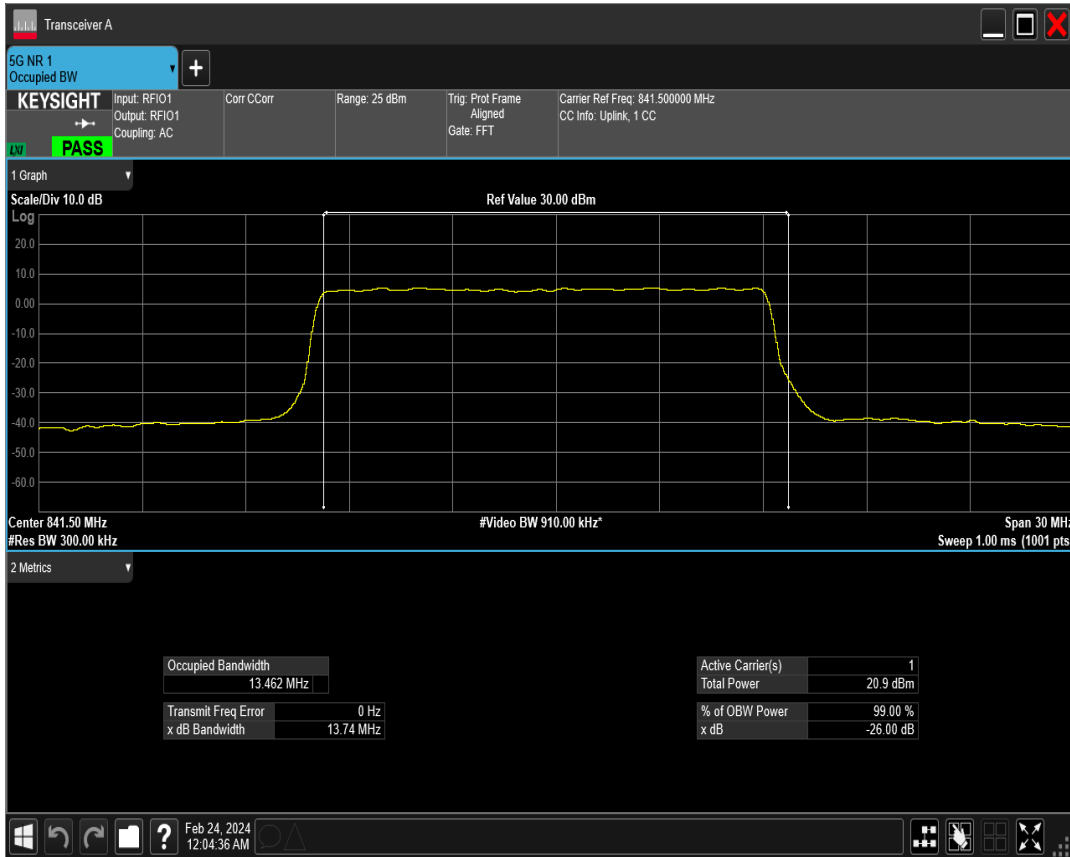 Transceiver A
5G NR 1
Occupied BW
KEYSIGHT
LXI
PASS
Input: RFIO1
Output: RFIO1
Coupling: AC
Corr CCorr
Range: 25 dBm
Trig: Prot Frame
Aligned
Gate: FFT
Carrier Ref Freq: 841.500000 MHz
CC Info: Uplink, 1 CC
1 Graph
Scale/Div 10.0 dB
Ref Value 30.00 dBm
Log
20.0
10.0
0.00
-10.0
-20.0
-30.0
-40.0
-50.0
-60.0
Center 841.50 MHz
#Video BW 910.00 kHz*
Span 30 MHz
#Res BW 300.00 kHz
Sweep 1.00 ms (1001 pts
2 Metrics
Occupied Bandwidth
13.462 MHz
Transmit Freq Error 0 Hz
x dB Bandwidth 13.74 MHz
Active Carrier(s) 1
Total Power 20.9 dBm
% of OBW Power 99.00 %
x dB -26.00 dB
?
Feb 24, 2024
12:04:36 AM